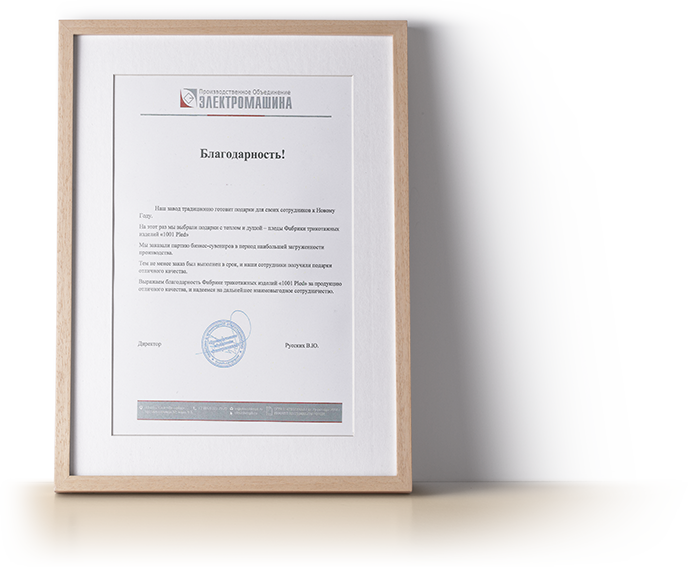 Производственное Объединение
ЭЛЕКТРОМАШИНА
Благодарность!
Наш завод традиционно готовит подарки для своих сотрудников к Новому
Году.
На этот раз мы выбрали подарки с теплом и душой – пледы Фабрики трикотажных
изделий «1001 Pled»
Мы заказали партию бизнес-сувениров в период наибольшей загруженности
производства.
Тем не менее заказ был выполнен в срок, и наши сотрудники получили подарки
отличного качества.
Выражаем благодарность Фабрике трикотажных изделий «1001 Pled» за продукцию
отличного качества, и надеемся на дальнейшее взаимовыгодное сотрудничество.
Директор
Русских В.Ю.